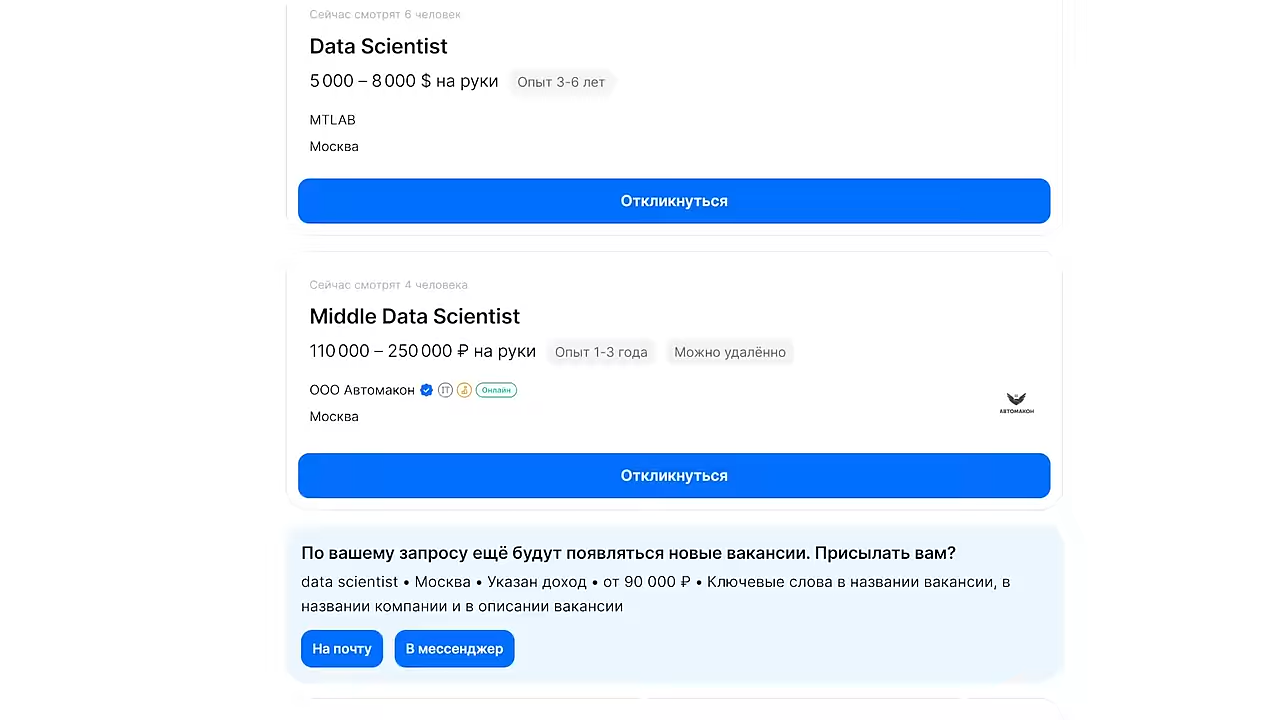 Сейчас смотрят 6 человек
Data Scientist
5 000 – 8 000 $ на руки Опыт 3-6 лет
MTLAB
Москва
Откликнуться
Сейчас смотрят 4 человека
Middle Data Scientist
110 000 – 250 000 ₽ на руки Опыт 1-3 года Можно удалённо
ООО Автомакон IT Онлайн
Москва
АВТОМАКОН
Откликнуться
По вашему запросу ещё будут появляться новые вакансии. Присылать вам?
data scientist • Москва • Указан доход • от 90 000 ₽ • Ключевые слова в названии вакансии, в
названии компании и в описании вакансии
На почту В мессенджер